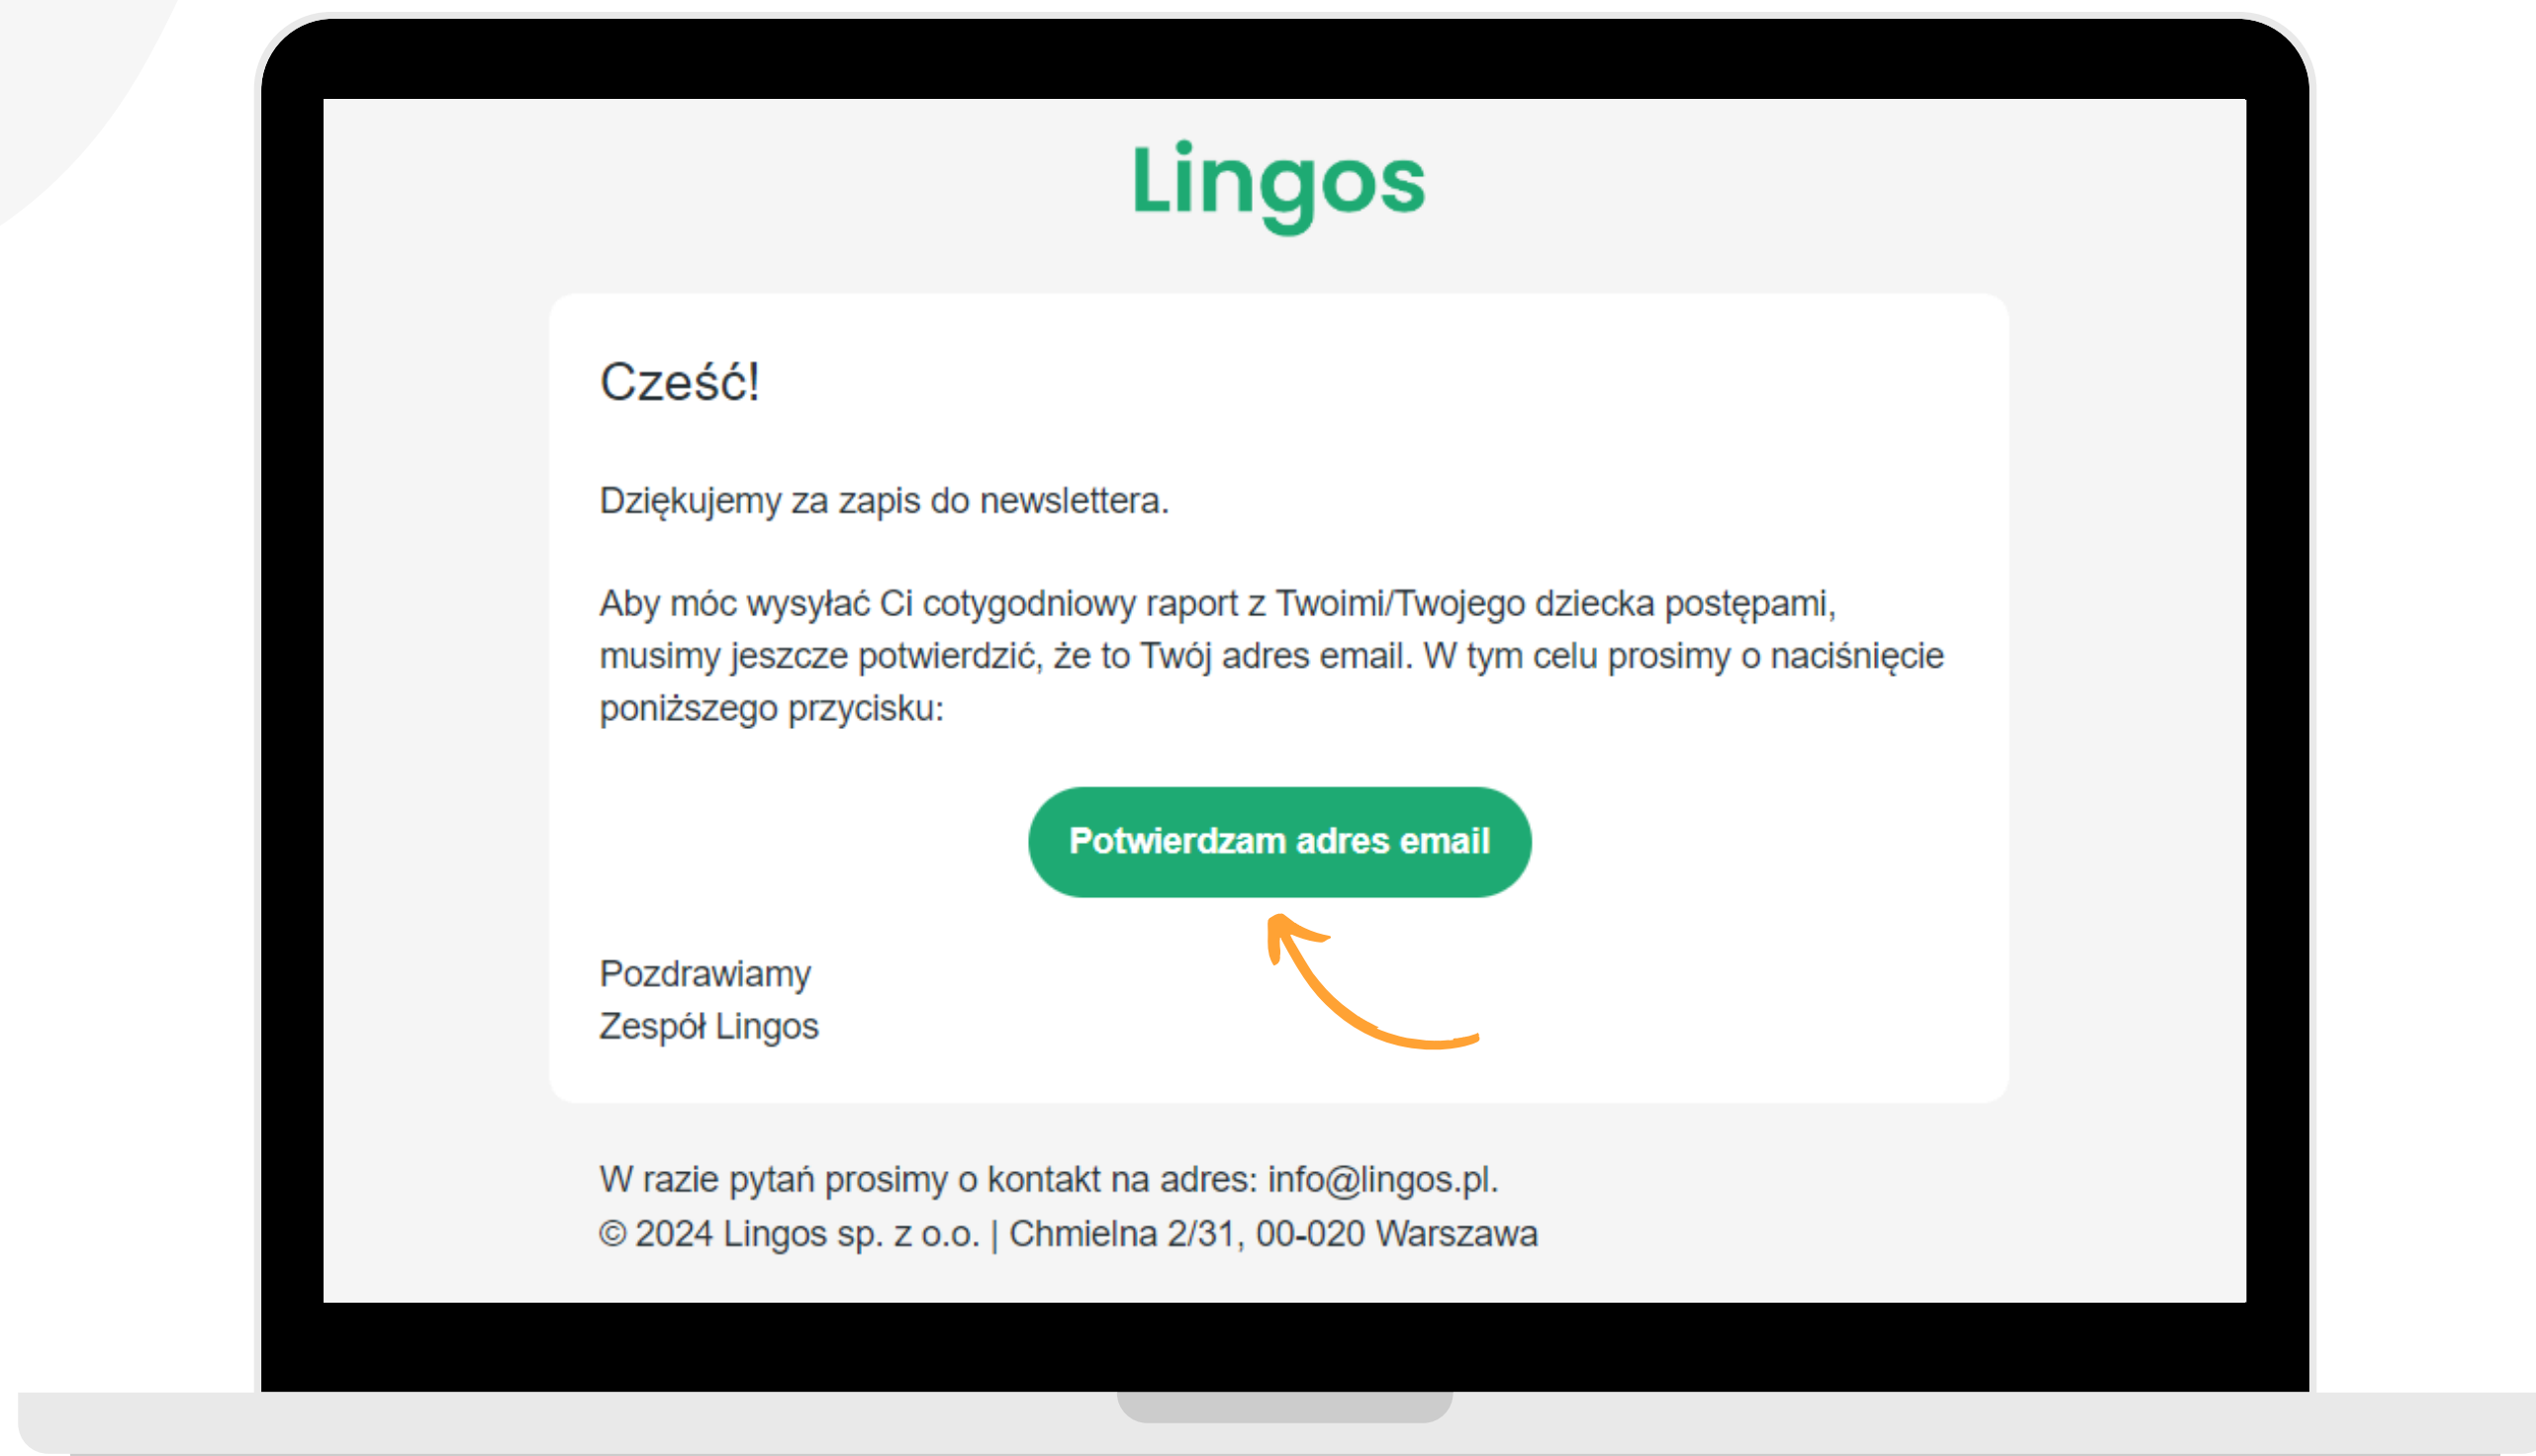 Lingos
Cześć!
Dziękujemy za zapis do newslettera.
Aby móc wysyłać Ci cotygodniowy raport z Twoimi/Twojego dziecka postępami,
musimy jeszcze potwierdzić, że to Twój adres email. W tym celu prosimy o naciśnięcie
poniższego przycisku:
Potwierdzam adres email
Pozdrawiamy
Zespół Lingos
W razie pytań prosimy o kontakt na adres: info@lingos.pl.
© 2024 Lingos sp. z o.o. | Chmielna 2/31, 00-020 Warszawa